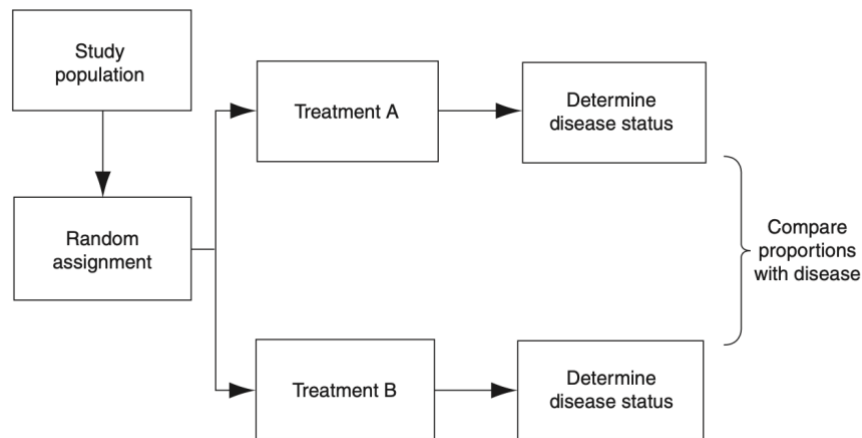 Study
population
Random
assignment
Treatment A
Determine
disease status
Treatment B
Determine
disease status
Compare
proportions
with disease